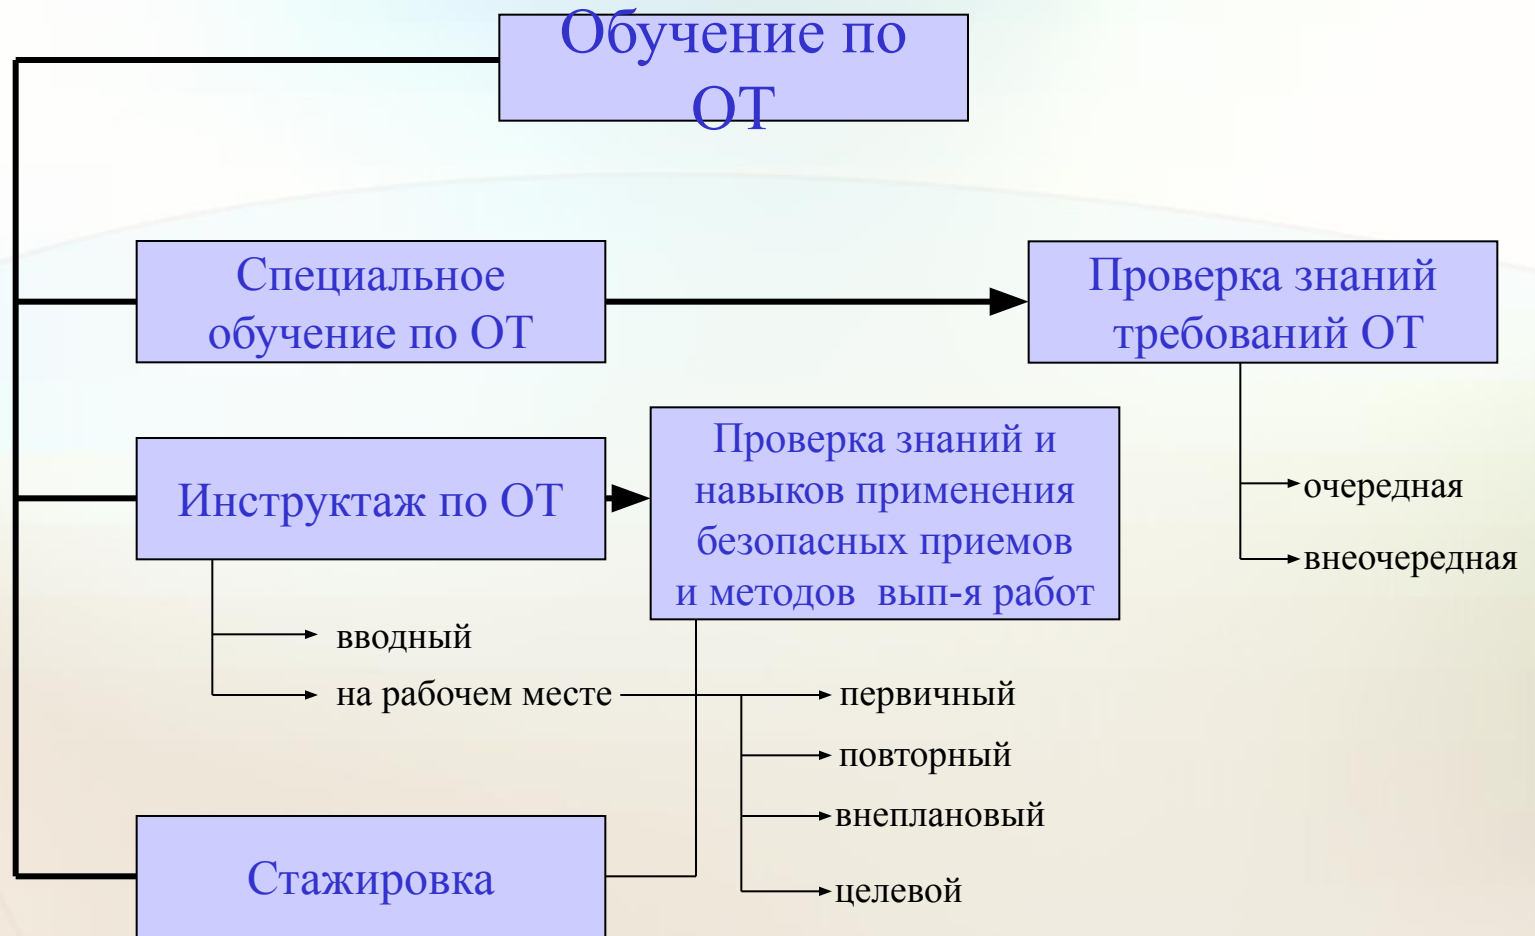 Обучение по
ОТ
Специальное
обучение по ОТ
Проверка знаний
требований ОТ
очередная
внеочередная
Инструктаж по ОТ
Проверка знаний и
навыков применения
безопасных приемов
и методов вып-я работ
вводный
на рабочем месте
первичный
повторный
внеплановый
целевой
Стажировка